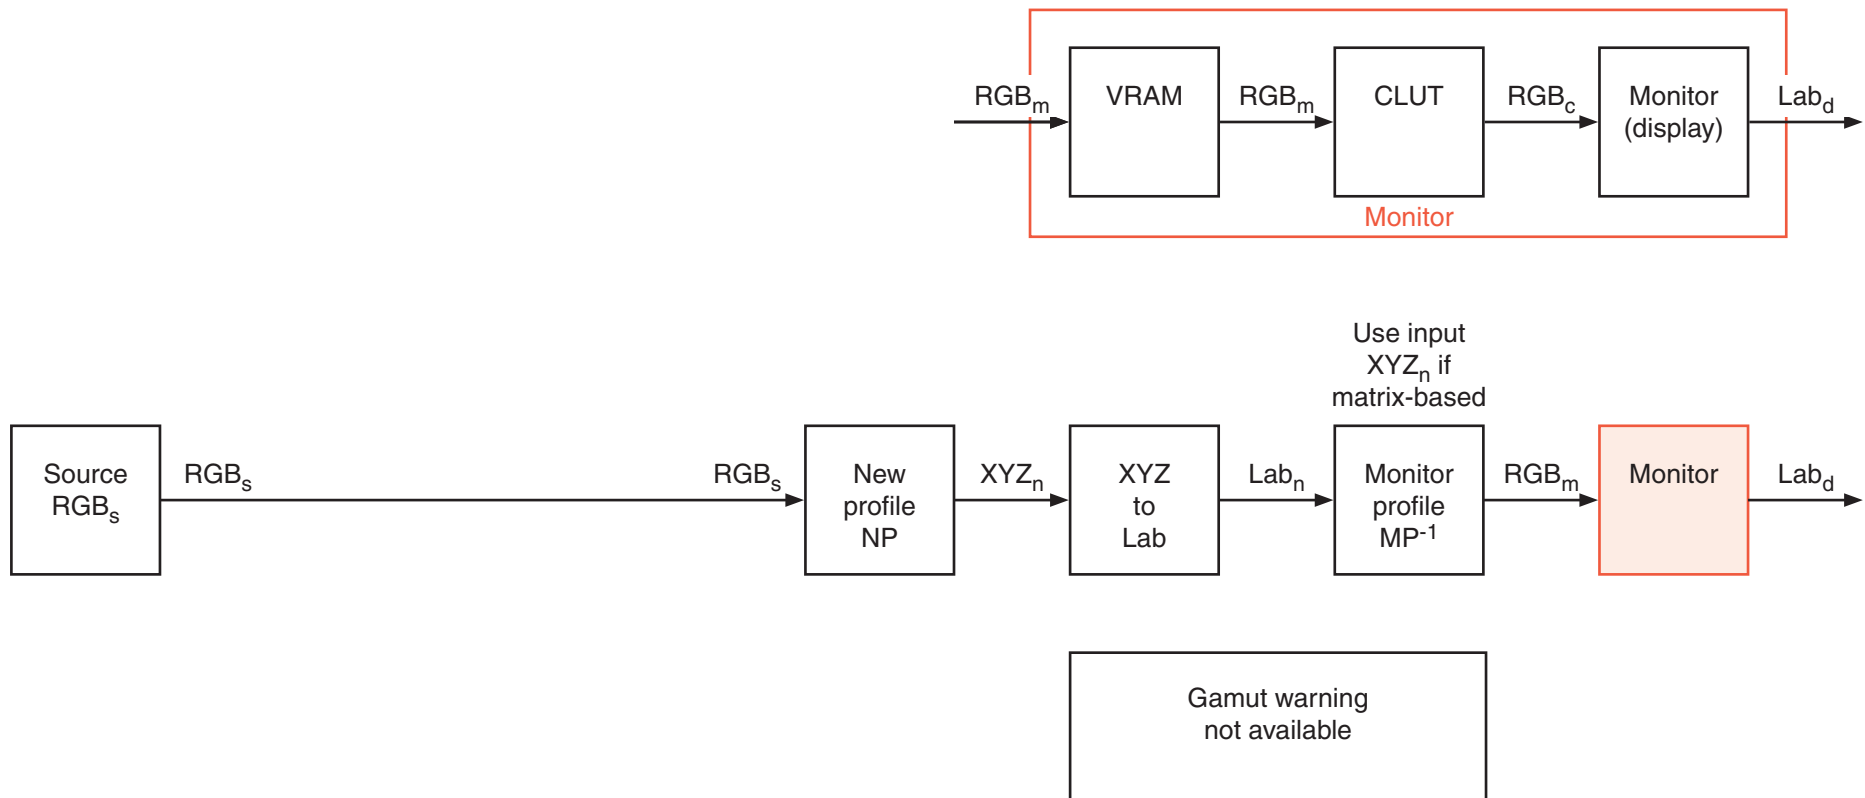 RGBm
VRAM
RGBm
CLUT
RGBc
Monitor
(display)
Labd
Monitor
Use input
XYZn if
matrix-based
Source
RGBs
RGBs
RGBs
New
profile
NP
XYZn
XYZ
to
Lab
Labn
Monitor
profile
MP-1
RGBm
Monitor
Labd
Gamut warning
not available